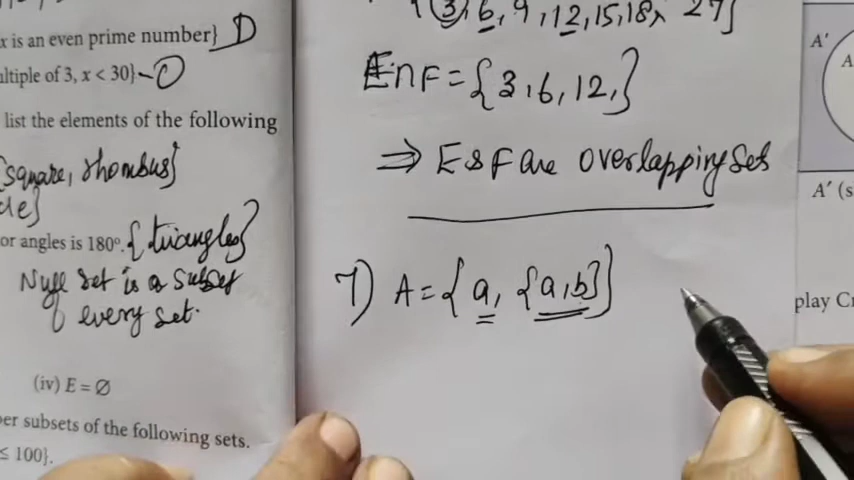 x is an even prime number} D
ltiple of 3, x < 30} - C
list the elements of the following
{square, rhombus}
cle}
or angles is 180°. {triangles}
Null set is a subset
of every set.
(iv) E = ∅
per subsets of the following sets.
≤ 100}.
3, 6, 9, 12, 15, 18, 27}
E∩F = {3, 6, 12,}
⇒ E & F are overlapping sets
7) A = { a, {a,b}}
A'
A
A' (s
play Cr